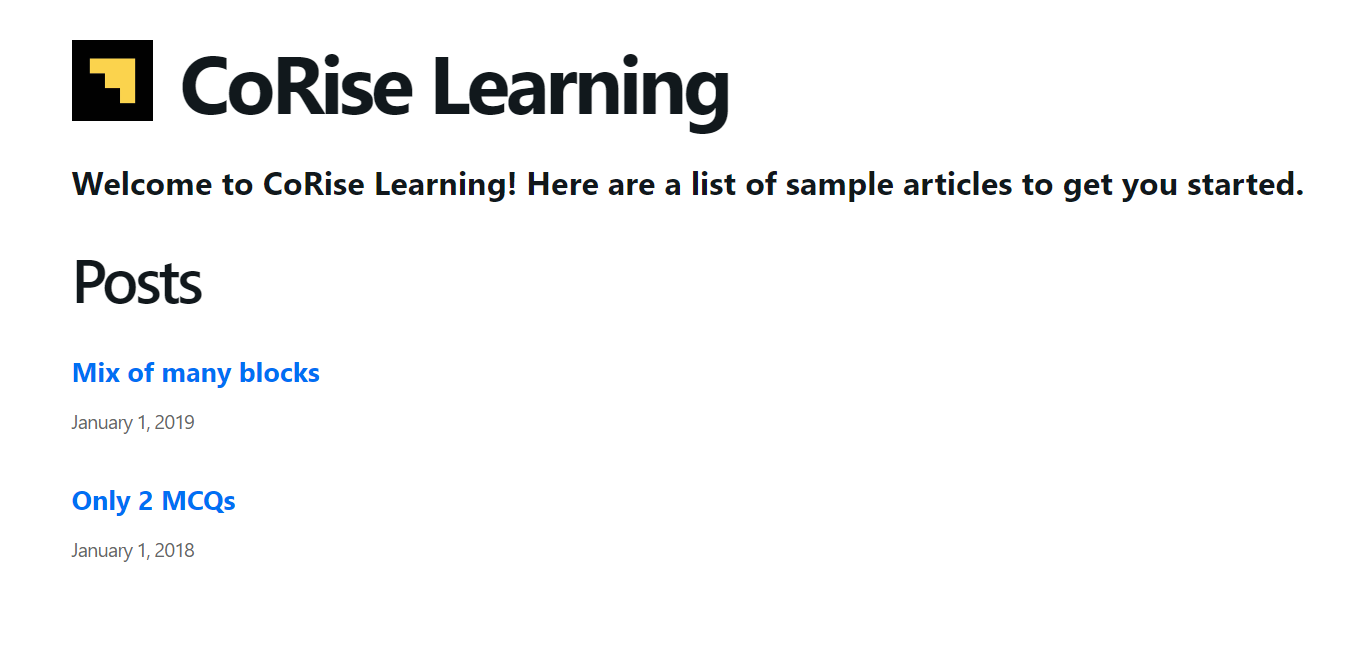 CoRise Learning
Welcome to CoRise Learning! Here are a list of sample articles to get you started.
Posts
Mix of many blocks
January 1, 2019
Only 2 MCQs
January 1, 2018